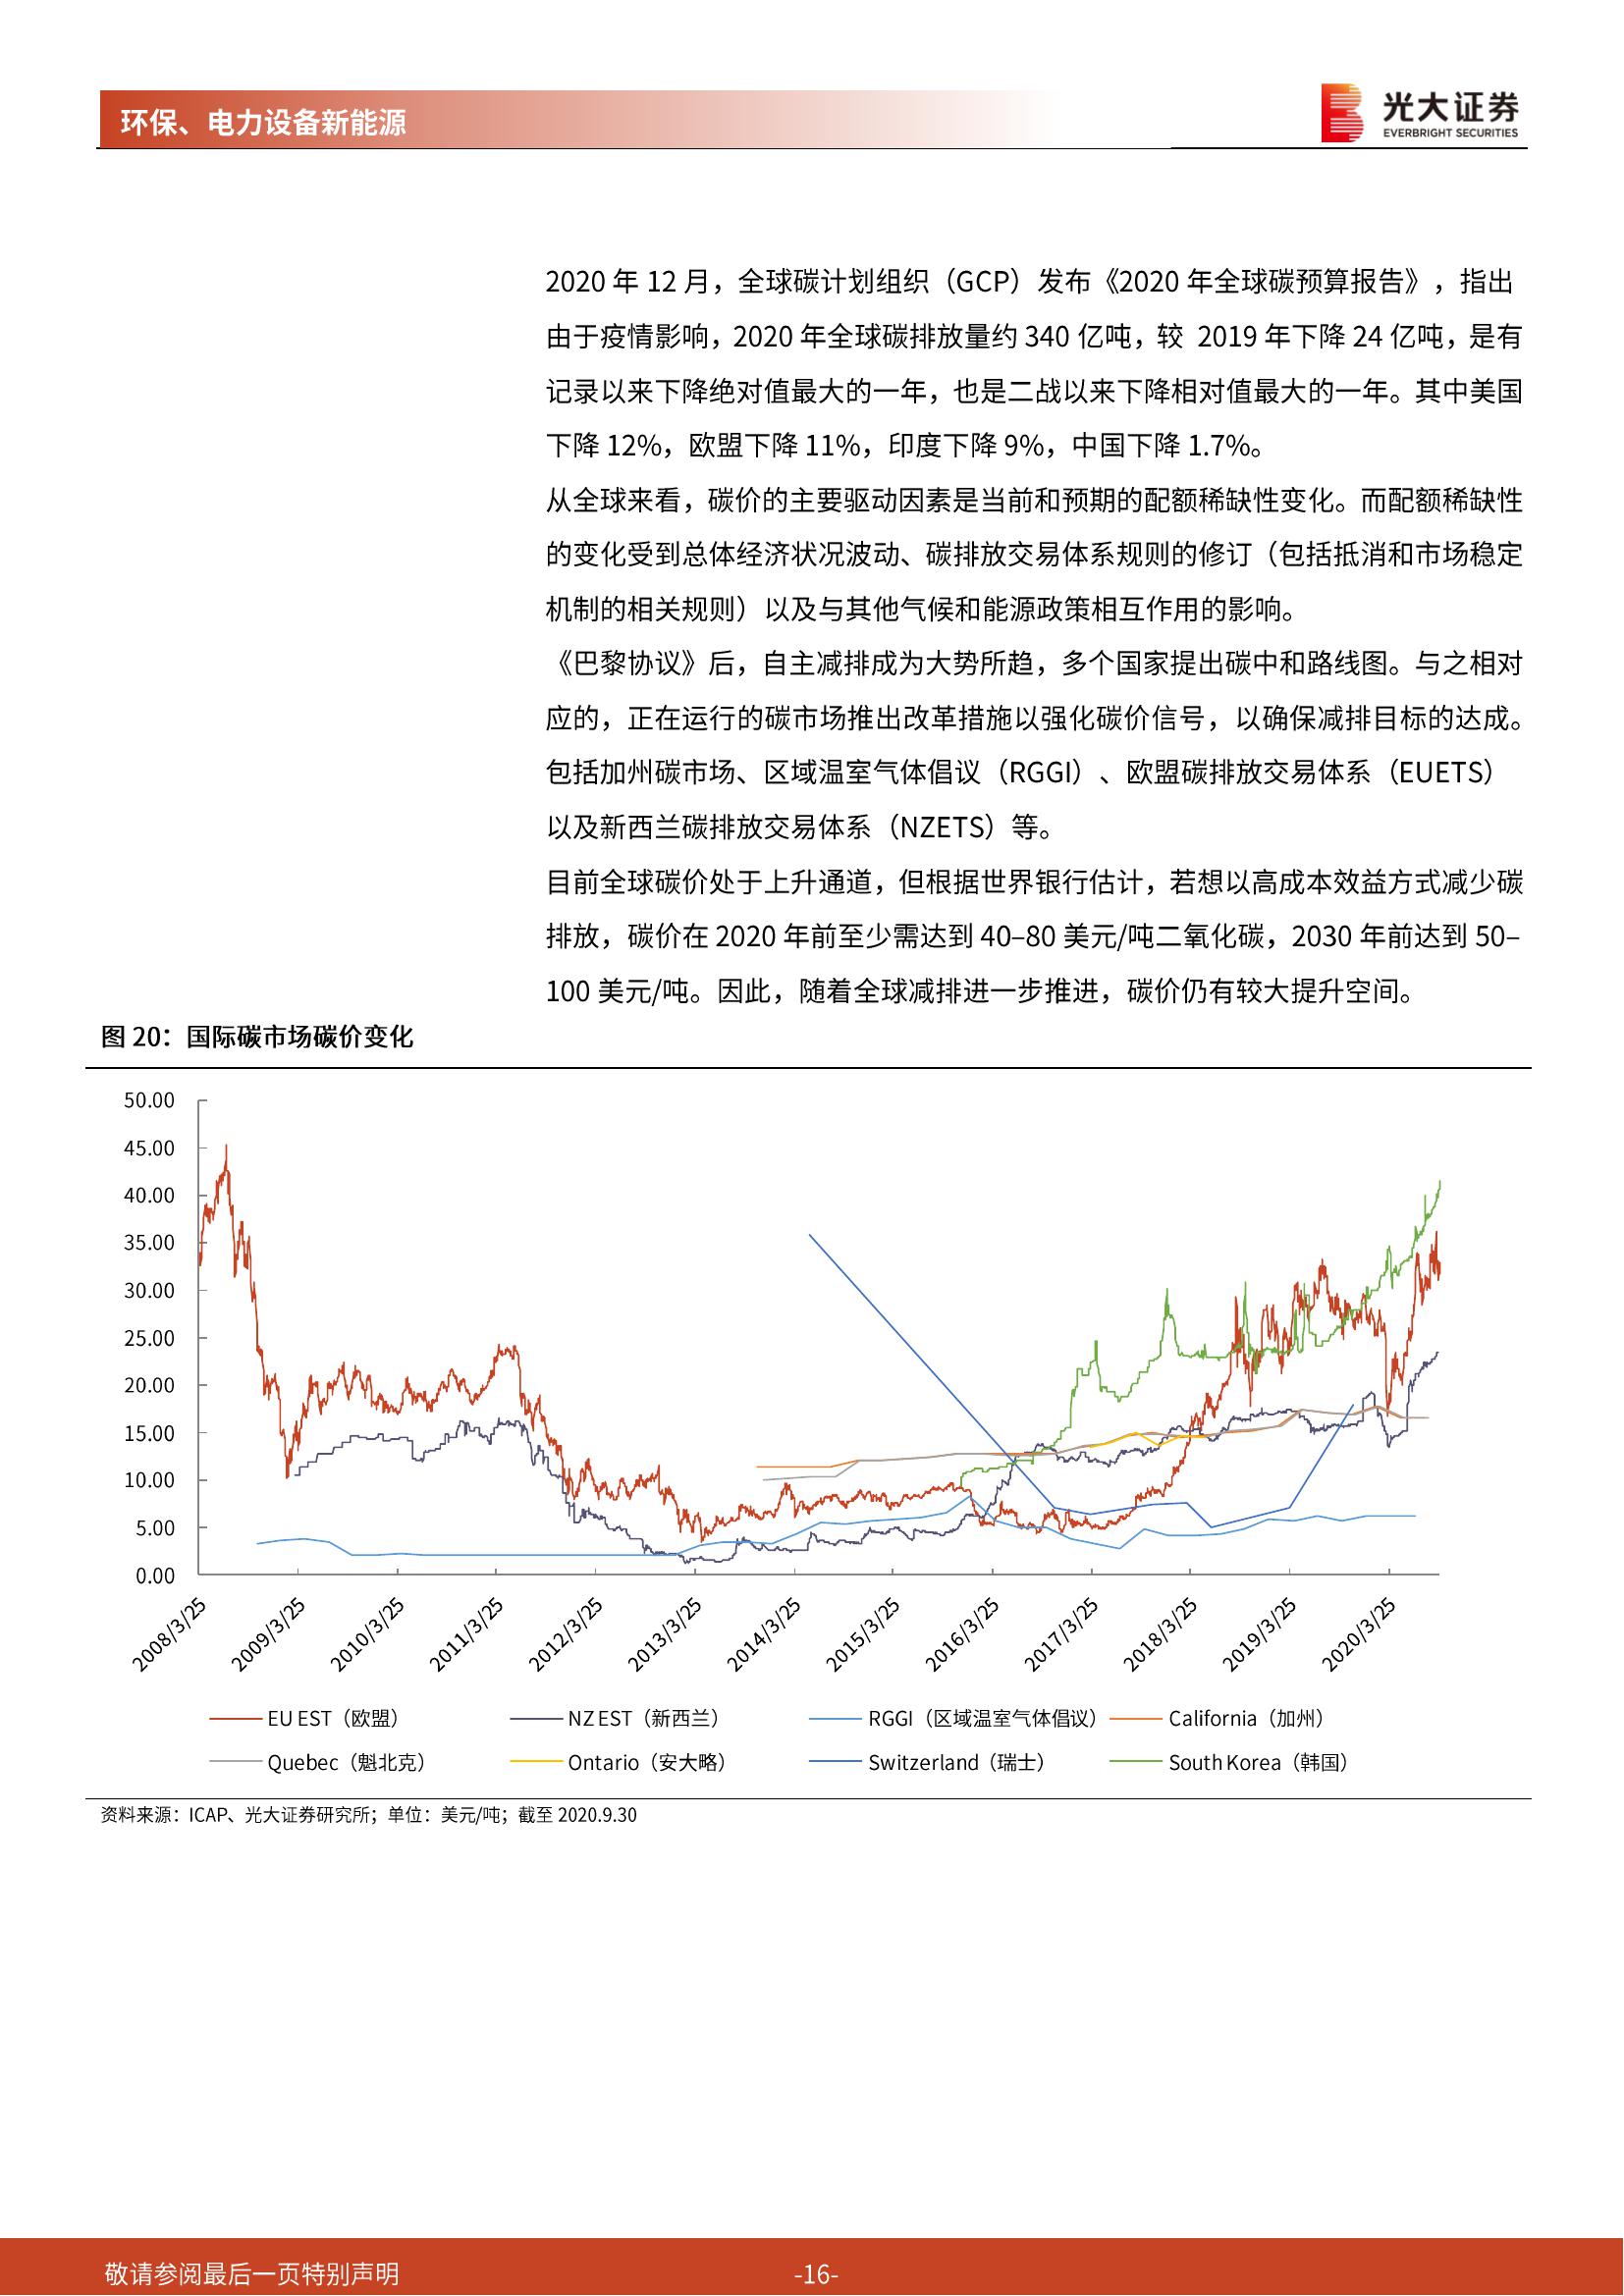 环保、电力设备新能源
光大证券
EVERBRIGHT SECURITIES
2020 年 12 月，全球碳计划组织（GCP）发布《2020 年全球碳预算报告》，指出
由于疫情影响，2020 年全球碳排放量约 340 亿吨，较 2019 年下降 24 亿吨，是有
记录以来下降绝对值最大的一年，也是二战以来下降相对值最大的一年。其中美国
下降 12%，欧盟下降 11%，印度下降 9%，中国下降 1.7%。
从全球来看，碳价的主要驱动因素是当前和预期的配额稀缺性变化。而配额稀缺性
的变化受到总体经济状况波动、碳排放交易体系规则的修订（包括抵消和市场稳定
机制的相关规则）以及与其他气候和能源政策相互作用的影响。
《巴黎协议》后，自主减排成为大势所趋，多个国家提出碳中和路线图。与之相对
应的，正在运行的碳市场推出改革措施以强化碳价信号，以确保减排目标的达成。
包括加州碳市场、区域温室气体倡议（RGGI）、欧盟碳排放交易体系（EUETS）
以及新西兰碳排放交易体系（NZETS）等。
目前全球碳价处于上升通道，但根据世界银行估计，若想以高成本效益方式减少碳
排放，碳价在 2020 年前至少需达到 40–80 美元/吨二氧化碳，2030 年前达到 50–
100 美元/吨。因此，随着全球减排进一步推进，碳价仍有较大提升空间。
图 20：国际碳市场碳价变化
50.00
45.00
40.00
35.00
30.00
25.00
20.00
15.00
10.00
5.00
0.00
2008/3/25
2009/3/25
2010/3/25
2011/3/25
2012/3/25
2013/3/25
2014/3/25
2015/3/25
2016/3/25
2017/3/25
2018/3/25
2019/3/25
2020/3/25
EU EST（欧盟） NZ EST（新西兰） RGGI（区域温室气体倡议） California（加州）
Quebec（魁北克） Ontario（安大略） Switzerland（瑞士） South Korea（韩国）
资料来源：ICAP、光大证券研究所；单位：美元/吨；截至 2020.9.30
敬请参阅最后一页特别声明 -16-